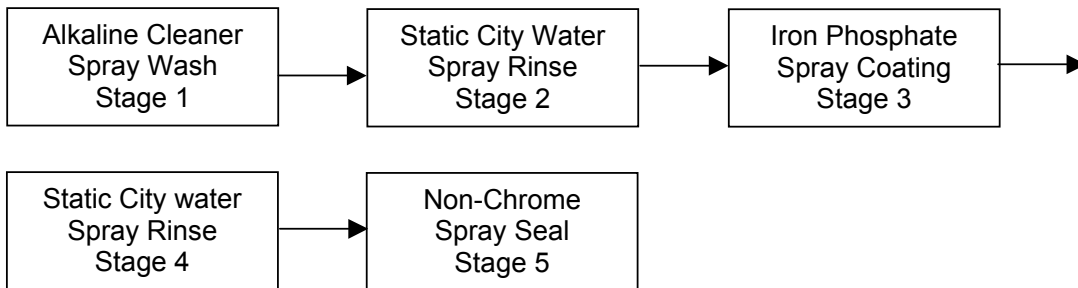 Alkaline Cleaner
Spray Wash
Stage 1
Static City Water
Spray Rinse
Stage 2
Iron Phosphate
Spray Coating
Stage 3
Static City water
Spray Rinse
Stage 4
Non-Chrome
Spray Seal
Stage 5